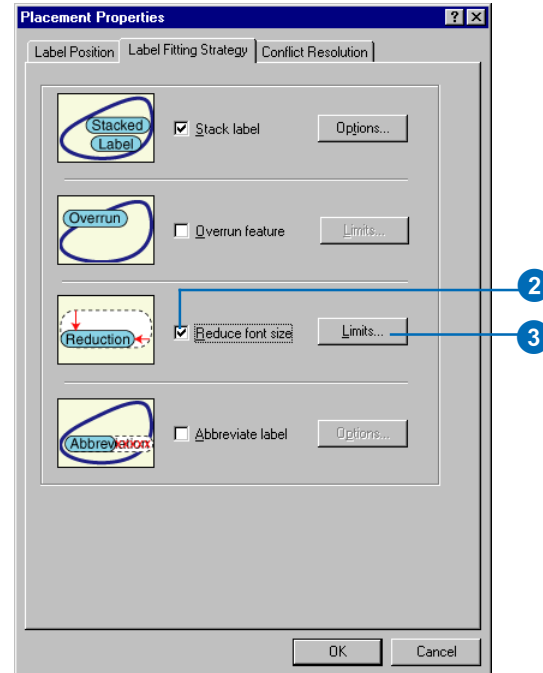 Placement Properties
? X
Label Position Label Fitting Strategy Conflict Resolution
Stacked
Label
Stack label Options...
Overrun
Overrun feature Limits...
2
Reduction
Reduce font size Limits...
3
Abbreviation
Abbreviate label Options...
OK Cancel